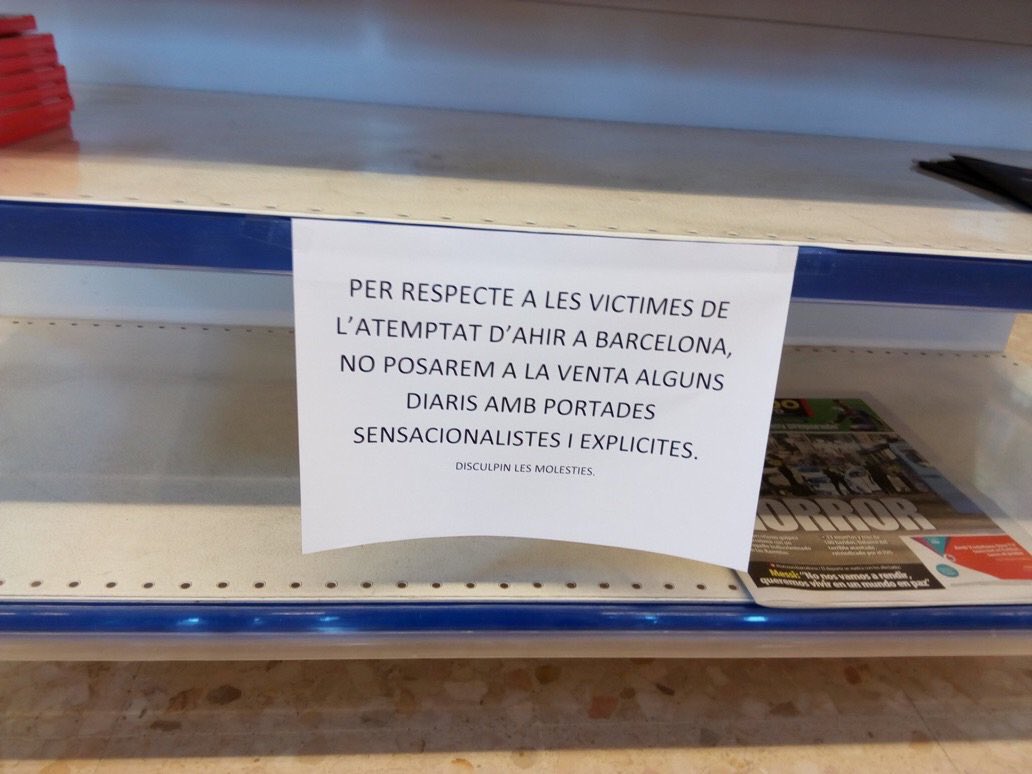 PER RESPECTE A LES VICTIMES DE
L'ATEMPTAT D'AHIR A BARCELONA,
NO POSAREM A LA VENTA ALGUNS
DIARIS AMB PORTADES
SENSACIONALISTES I EXPLICITES.
DISCULPIN LES MOLESTIES.
HORROR
Messi: "No nos vamos a rendir,
queremos vivir en un mundo en paz"